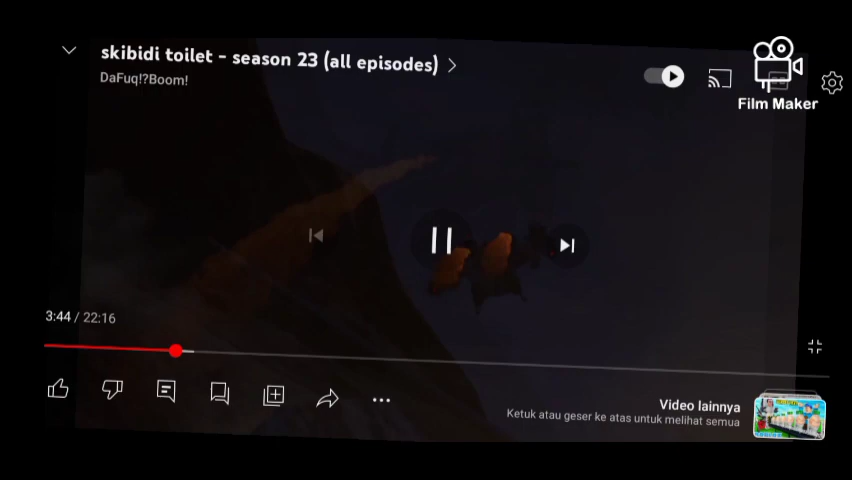 skibidi toilet - season 23 (all episodes)
DaFuq!?Boom!
Film Maker
3:44 / 22:16
Video lainnya
Ketuk atau geser ke atas untuk melihat semua